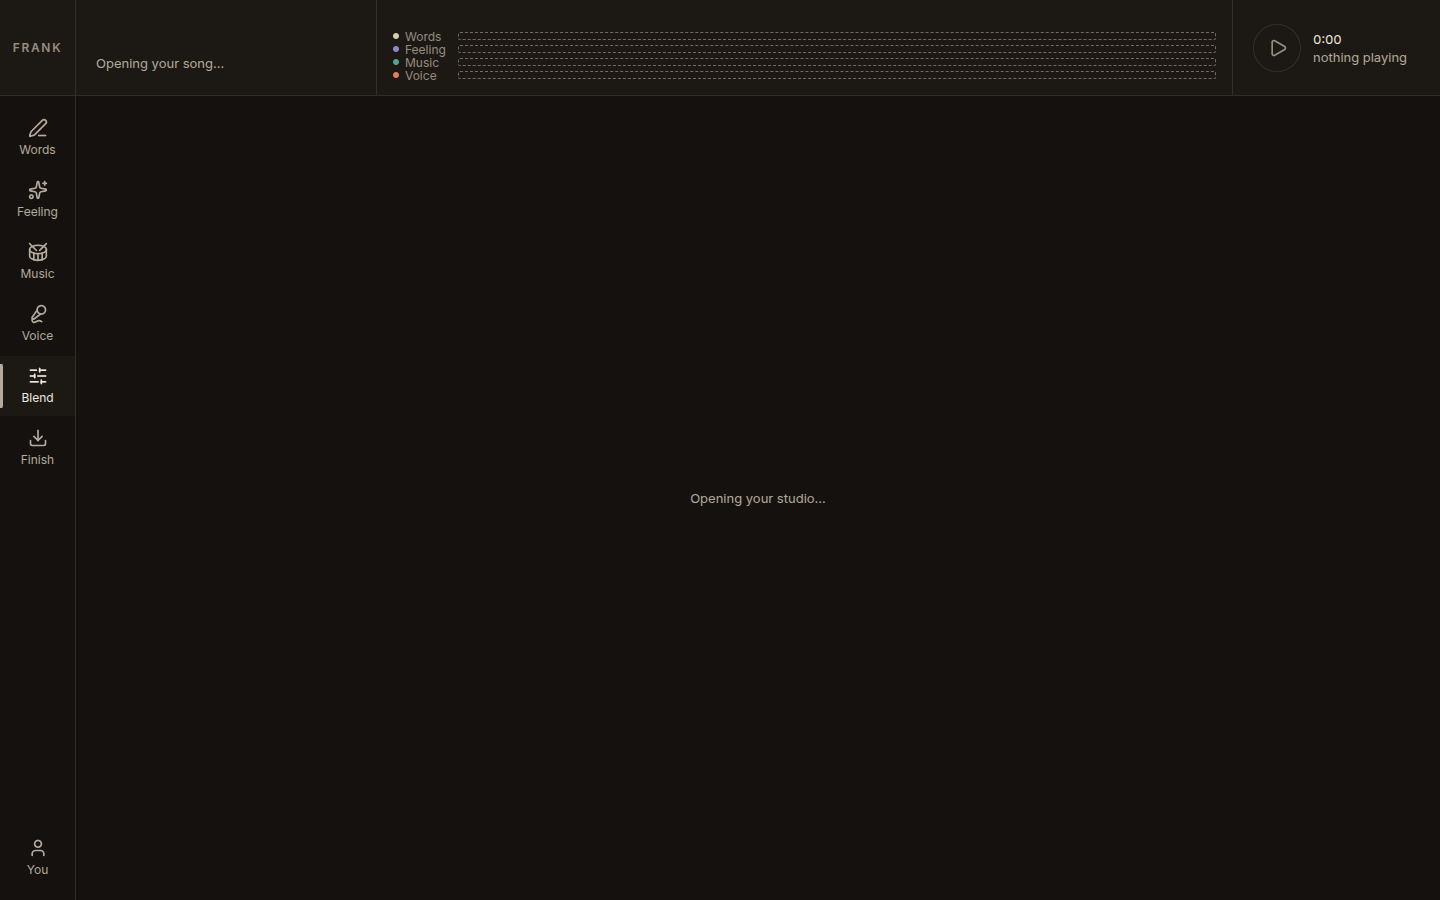 FRANK
Opening your song...
Words
Feeling
Music
Voice
0:00
nothing playing
Words
Feeling
Music
Voice
Blend
Finish
Opening your studio...
You